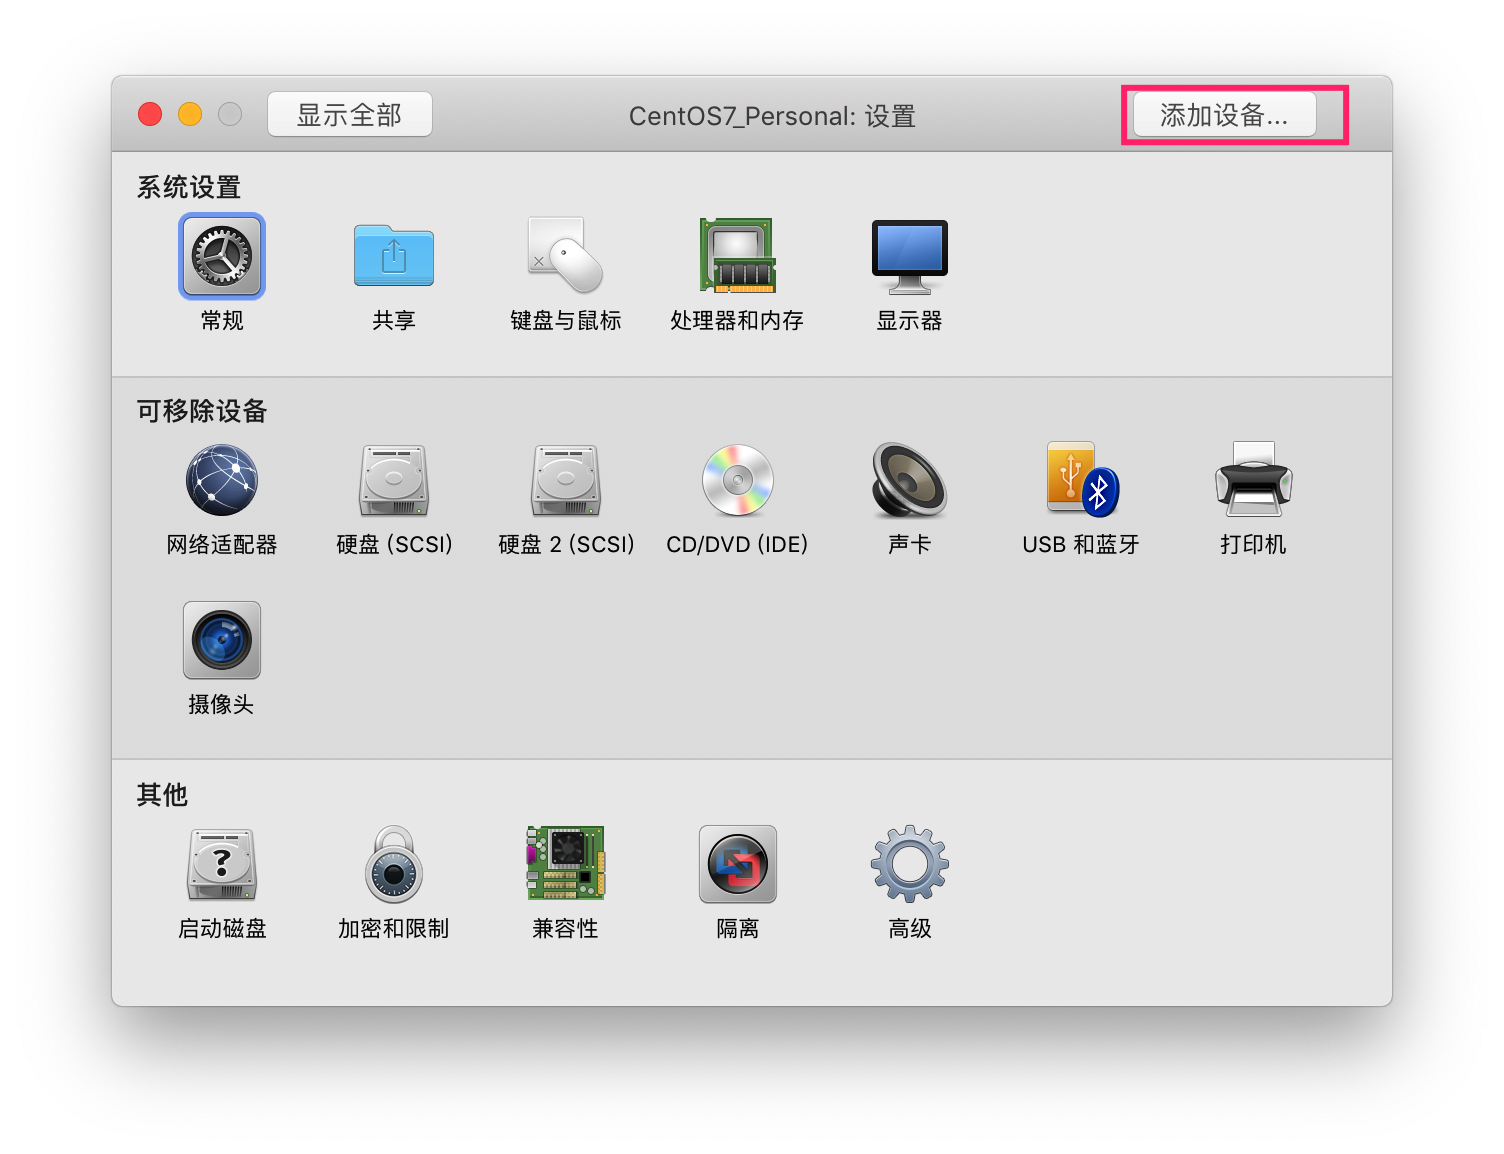 显示全部
CentOS7_Personal: 设置
添加设备...
系统设置
常规
共享
键盘与鼠标
处理器和内存
显示器
可移除设备
网络适配器
硬盘 (SCSI)
硬盘 2 (SCSI)
CD/DVD (IDE)
声卡
USB 和蓝牙
打印机
摄像头
其他
启动磁盘
加密和限制
兼容性
隔离
高级